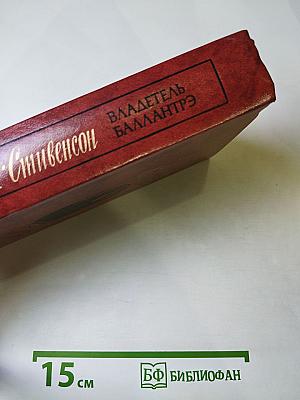 Стивенсон
ВЛАДЕТЕЛЬ
БАЛЛАНТРЭ
15 см
БФ БИБЛИОФАН